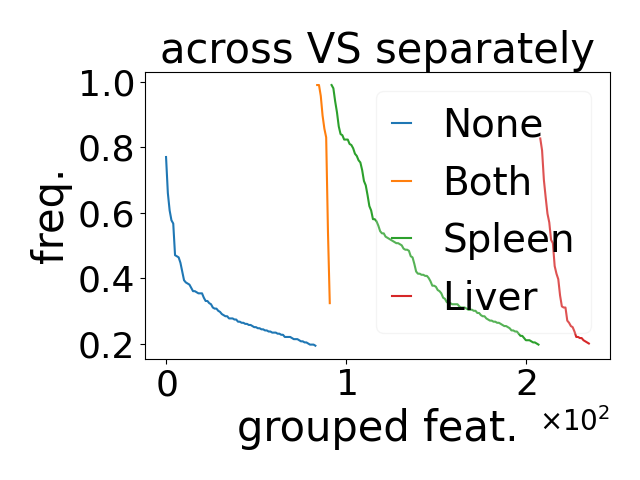 across VS separately
freq.
1.0
0.8
0.6
0.4
0.2
None
Both
Spleen
Liver
0
1
2
grouped feat.
×10²